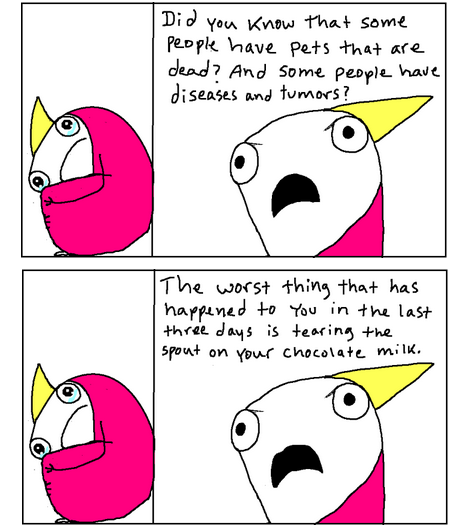 Did you know that some
people have pets that are
dead? And some people have
diseases and tumors?
The worst thing that has
happened to you in the last
three days is tearing the
spout on your chocolate milk.